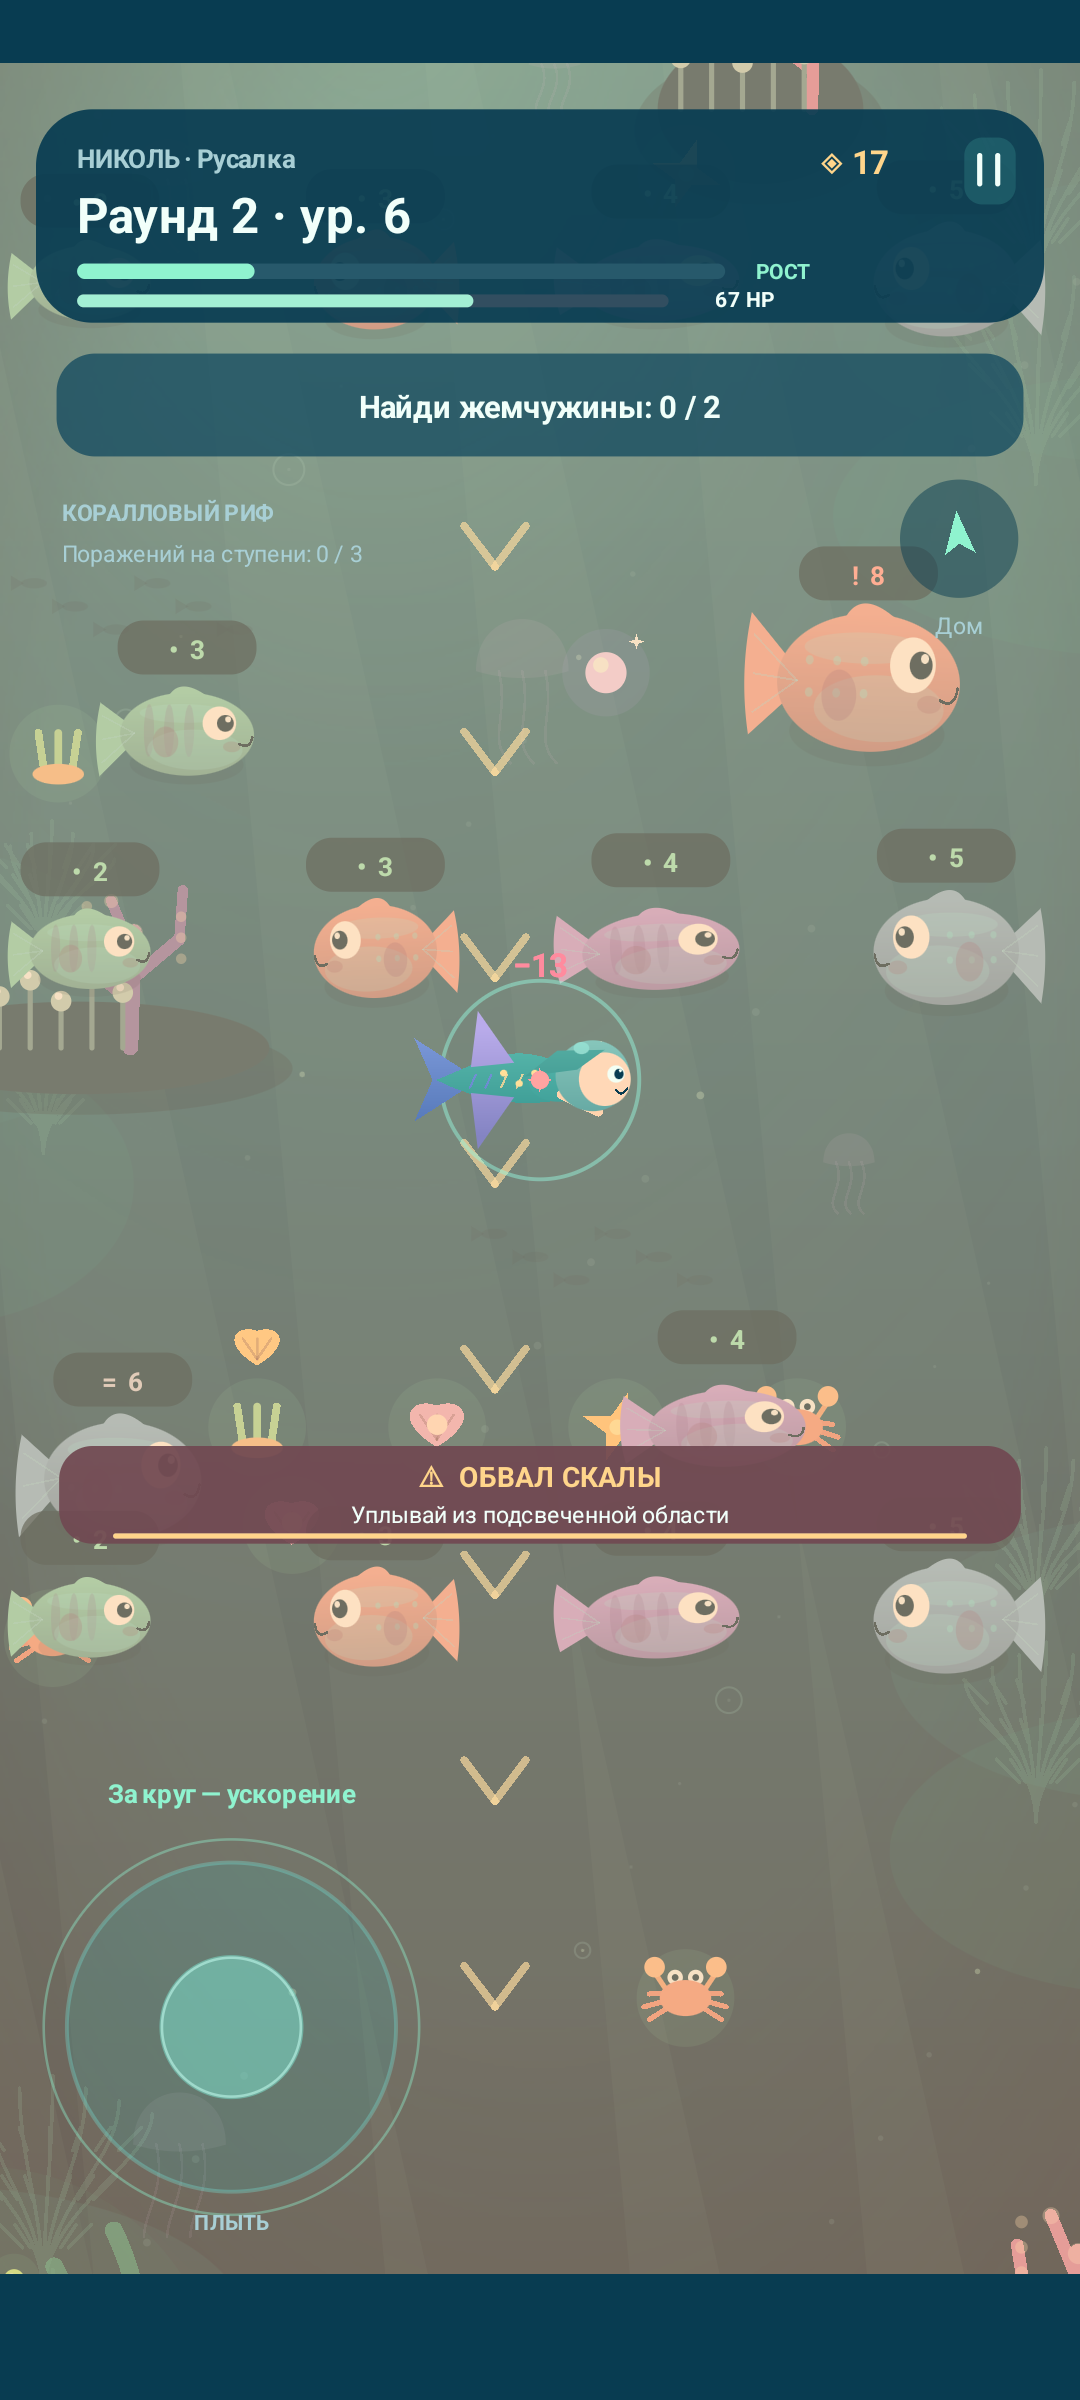 НИКОЛЬ · Русалка
17
Раунд 2 · ур. 6
РОСТ
67 HP
Найди жемчужины: 0 / 2
КОРАЛЛОВЫЙ РИФ
Поражений на ступени: 0 / 3
! 8
Дом
• 3
• 2
• 3
• 4
• 5
−13
• 4
= 6
⚠ ОБВАЛ СКАЛЫ
Уплывай из подсвеченной области
• 2
За круг — ускорение
ПЛЫТЬ